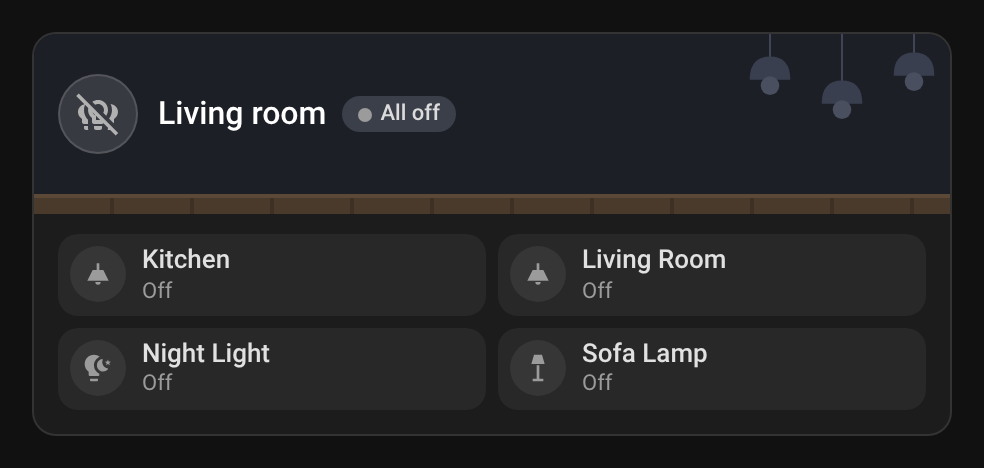 Living room
All off
Kitchen
Off
Living Room
Off
Night Light
Off
Sofa Lamp
Off